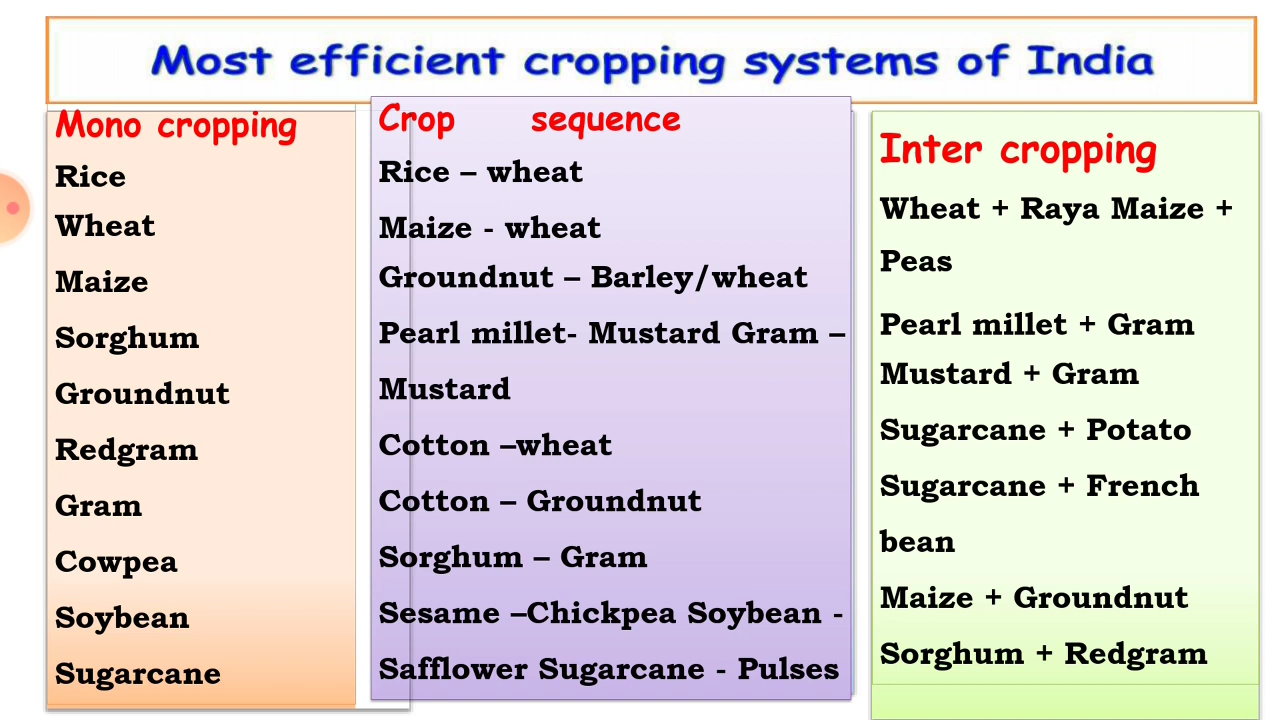 Most efficient cropping systems of India
Mono cropping
Rice
Wheat
Maize
Sorghum
Groundnut
Redgram
Gram
Cowpea
Soybean
Sugarcane
Crop sequence
Rice – wheat
Maize - wheat
Groundnut – Barley/wheat
Pearl millet- Mustard Gram –
Mustard
Cotton –wheat
Cotton – Groundnut
Sorghum – Gram
Sesame –Chickpea Soybean -
Safflower Sugarcane - Pulses
Inter cropping
Wheat + Raya Maize +
Peas
Pearl millet + Gram
Mustard + Gram
Sugarcane + Potato
Sugarcane + French
bean
Maize + Groundnut
Sorghum + Redgram